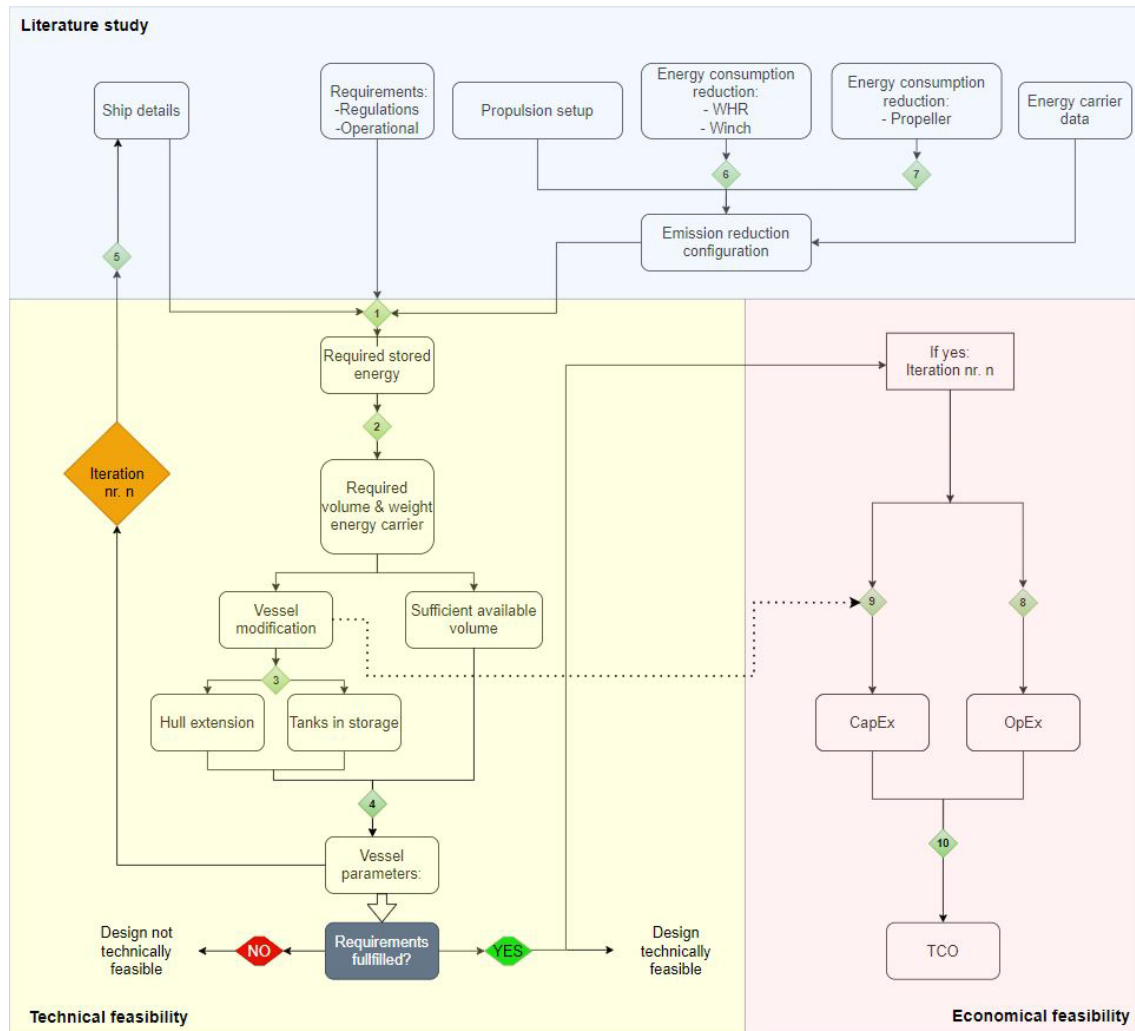 Literature study
Ship details
Requirements:
-Regulations
-Operational
Propulsion setup
Energy consumption
reduction:
- WHR
- Winch
Energy consumption
reduction:
- Propeller
Energy carrier
data
6
7
Emission reduction
configuration
5
1
Required stored
energy
If yes:
Iteration nr. n
2
Iteration
nr. n
Required
volume & weight
energy carrier
Vessel
modification
Sufficient available
volume
9
8
3
Hull extension
Tanks in storage
CapEx
OpEx
4
10
Vessel
parameters:
Design not
technically
feasible
NO
Requirements
fullfilled?
YES
Design
technically
feasible
TCO
Technical feasibility
Economical feasibility